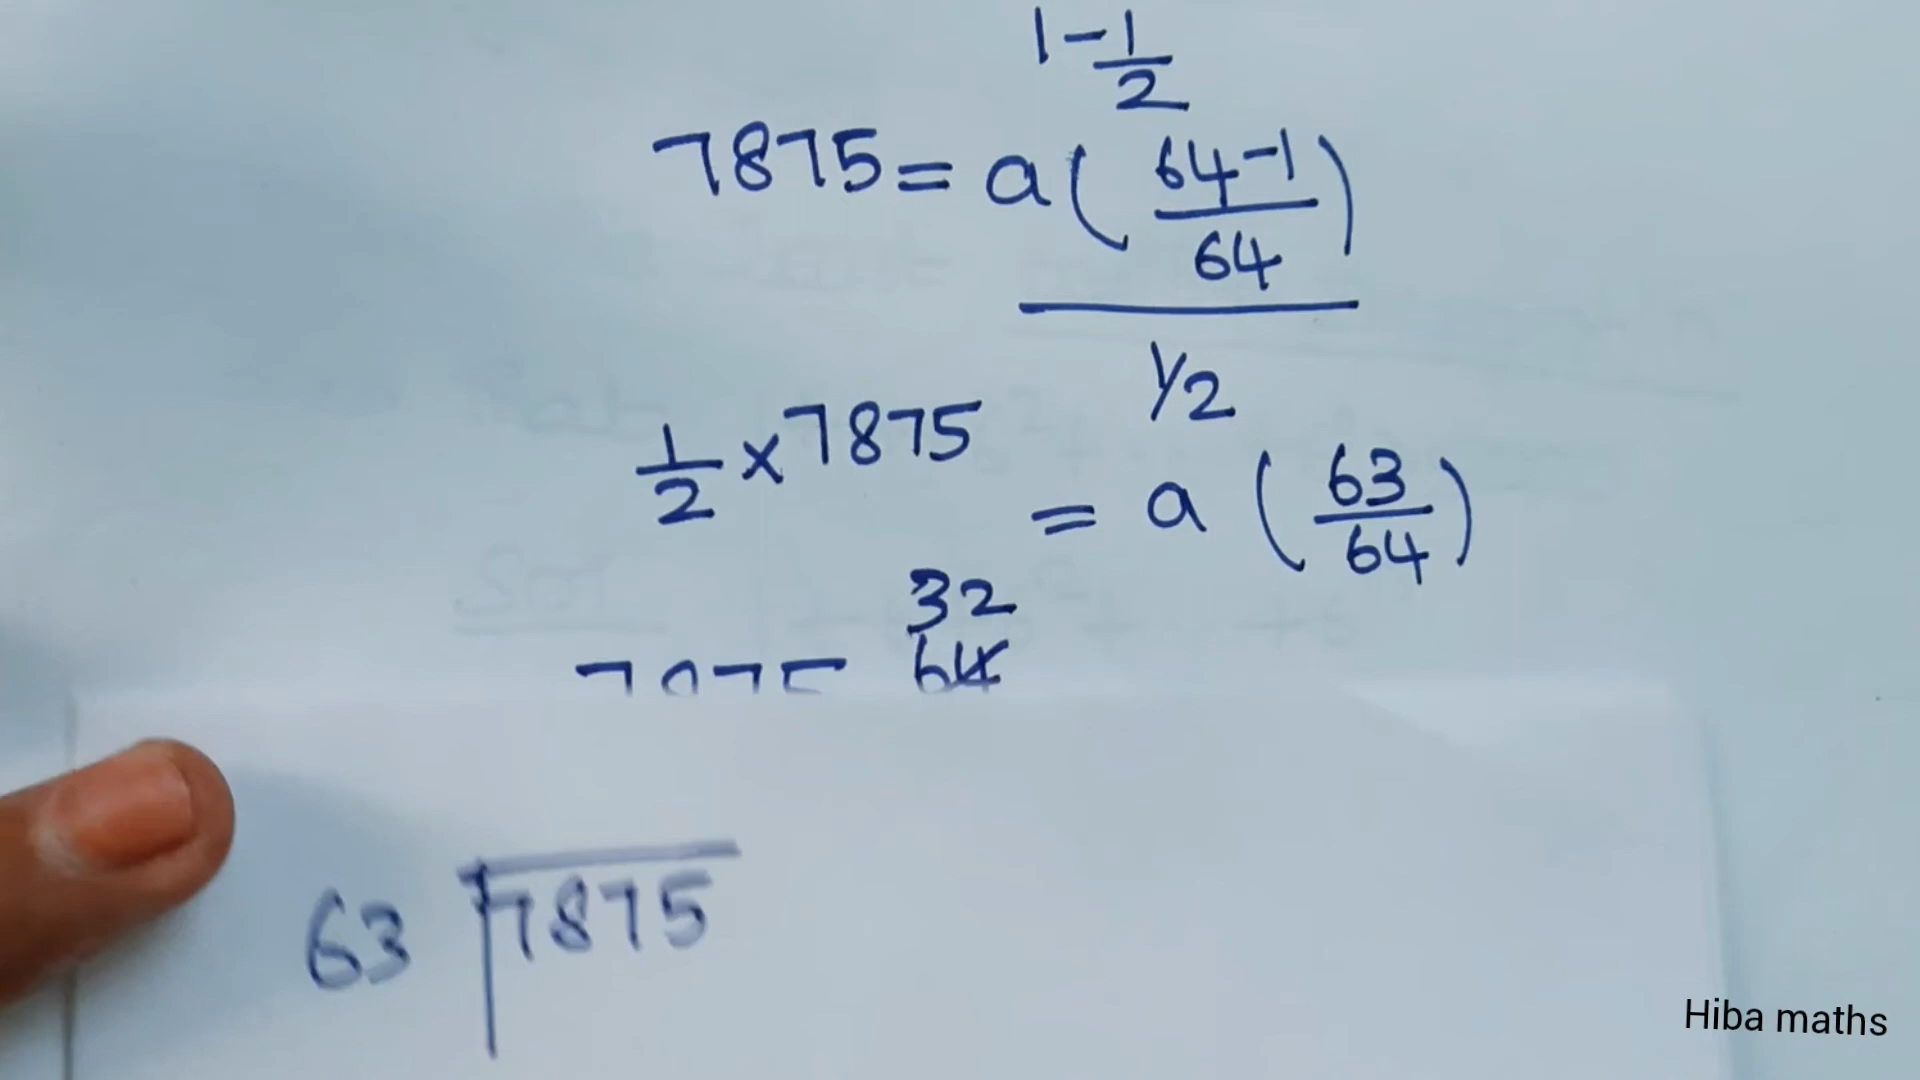 1 - 1/2
7875 = a ( 64-1 / 64 )
1/2
1/2 × 7875 = a ( 63/64 )
32
7875 64
63 7875
Hiba maths